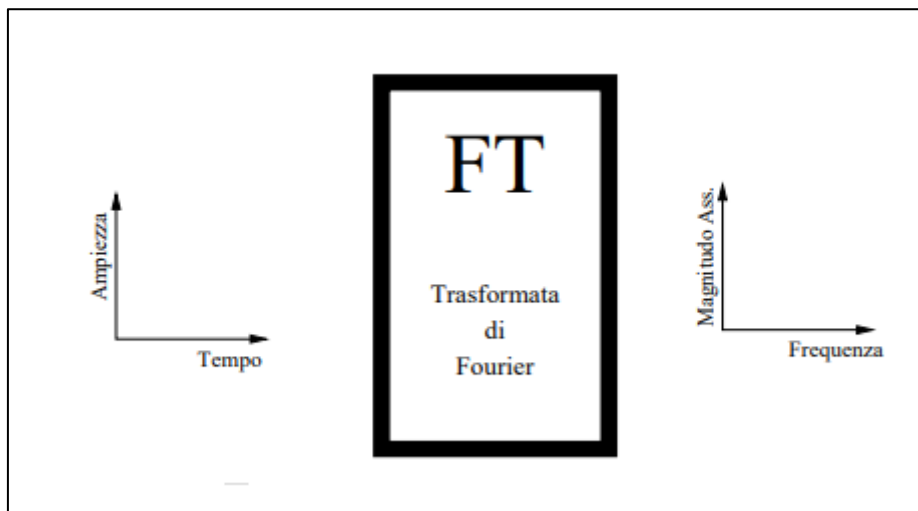 Ampiezza
Tempo
FT
Trasformata
di
Fourier
Magnitudo Ass.
Frequenza